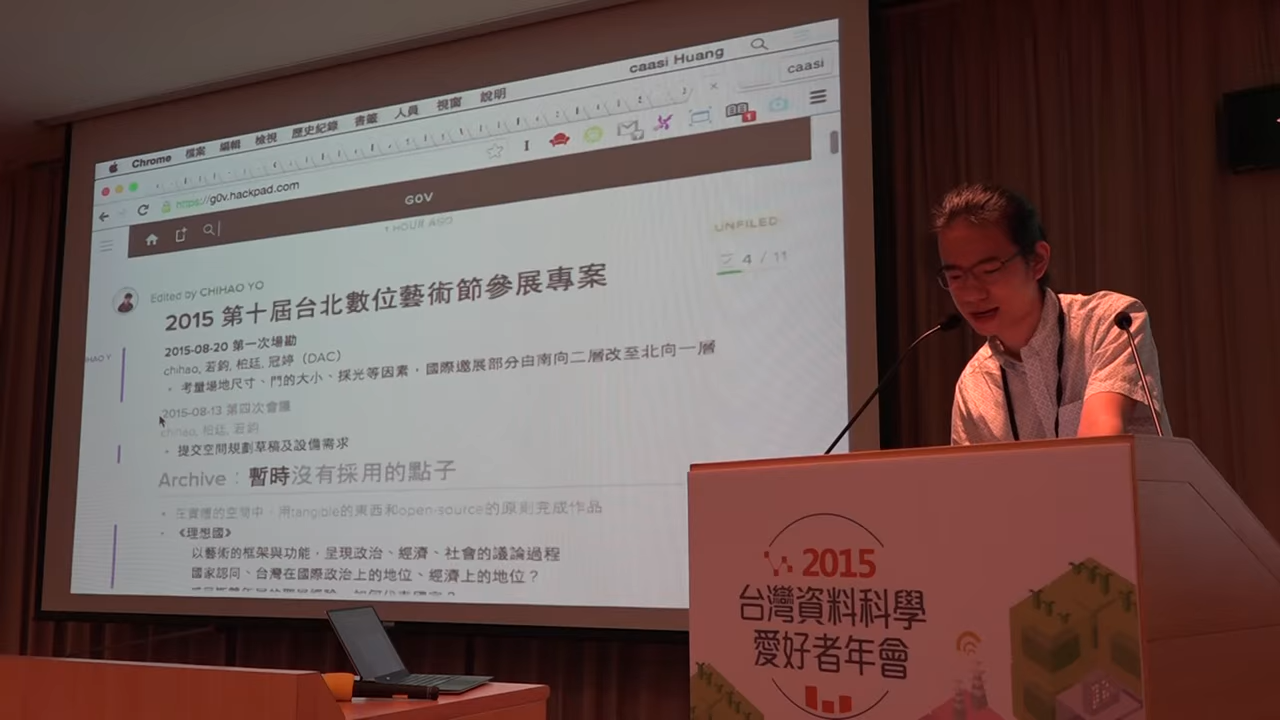 Chrome 檔案 編輯 檢視 歷史紀錄 書籤 人員 視窗 說明 caasi Huang
caasi
https://g0v.hackpad.com
G0V
1 HOUR AGO
UNFILED
4 / 11
Edited by CHIHAO YO
2015 第十屆台北數位藝術節參展專案
2015-08-20 第一次場勘
chihao, 若鈞, 柏廷, 冠婷（DAC）
考量場地尺寸、門的大小、採光等因素，國際邀展部分由南向二層改至北向一層
HAO Y
2015-08-13 第四次會議
chihao, 柏廷, 若鈞
提交空間規劃草稿及設備需求
Archive：暫時沒有採用的點子
在實體的空間中，用tangible的東西和open-source的原則完成作品
《理想國》
以藝術的框架與功能，呈現政治、經濟、社會的議論過程
國家認同、台灣在國際政治上的地位、經濟上的地位？
2015
台灣資料科學
愛好者年會